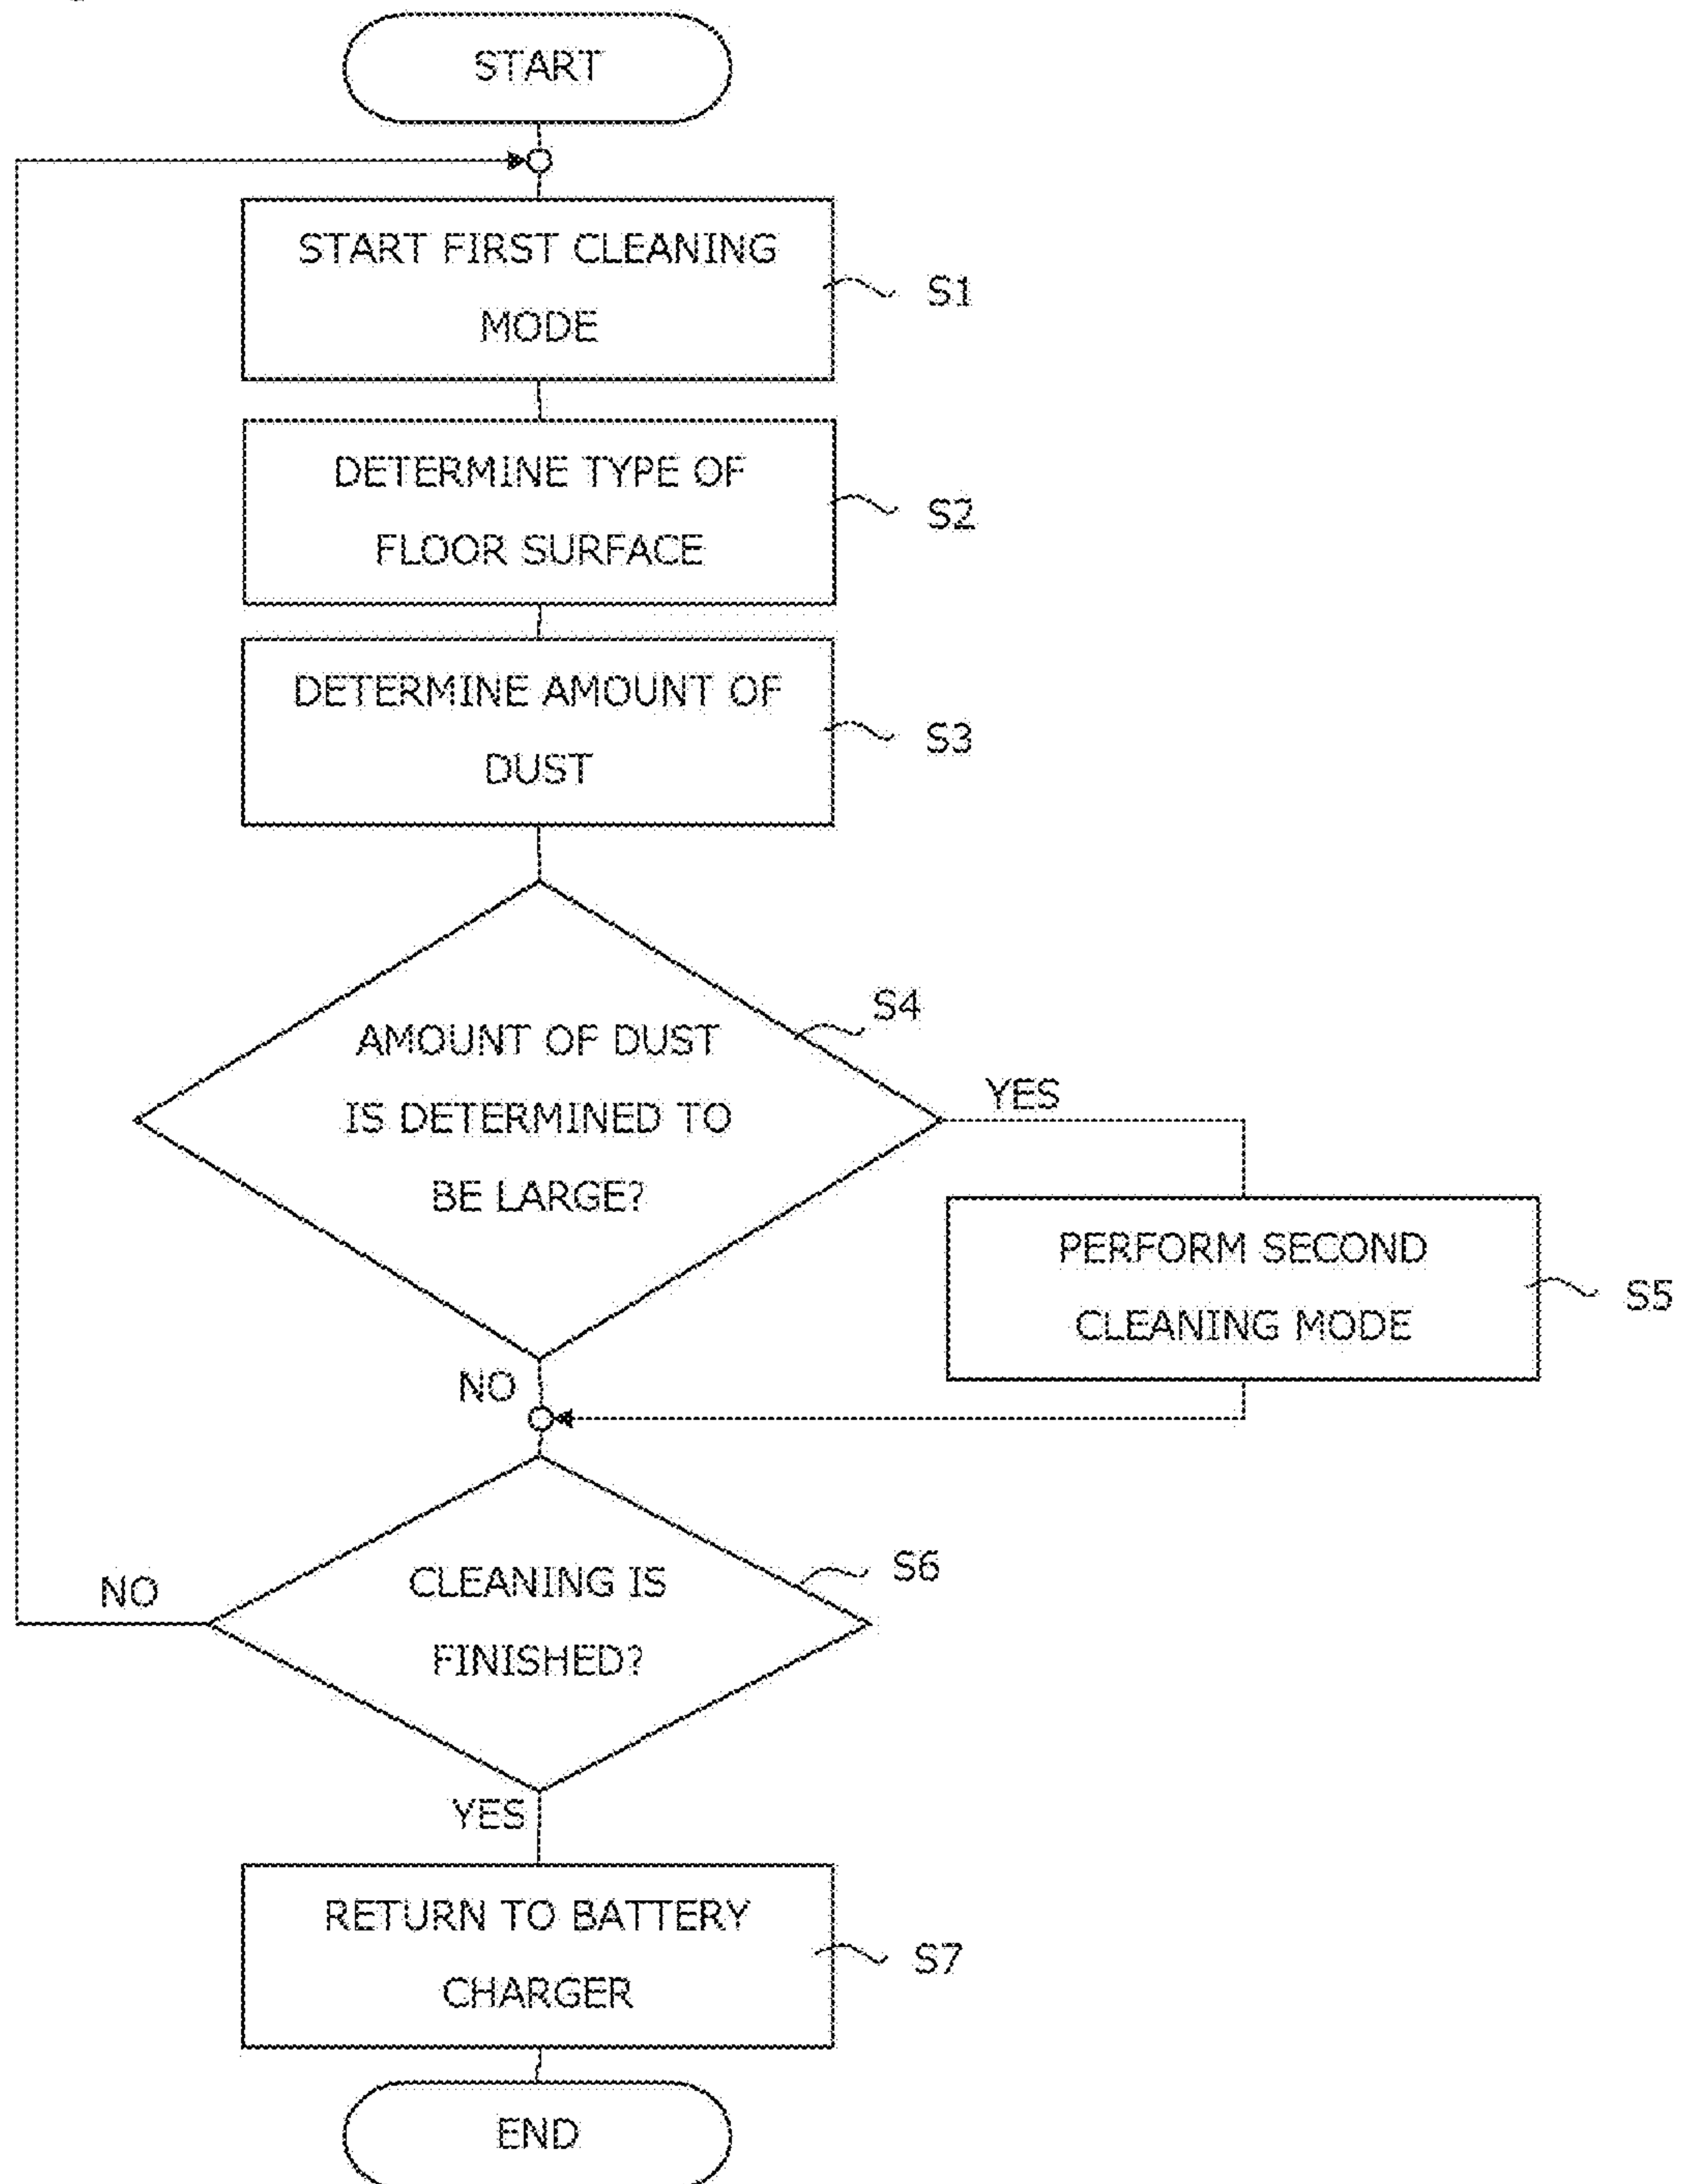 START
START FIRST CLEANING
MODE
S1
DETERMINE TYPE OF
FLOOR SURFACE
S2
DETERMINE AMOUNT OF
DUST
S3
AMOUNT OF DUST
IS DETERMINED TO
BE LARGE?
S4
YES
PERFORM SECOND
CLEANING MODE
S5
NO
CLEANING IS
FINISHED?
S6
NO
YES
RETURN TO BATTERY
CHARGER
S7
END